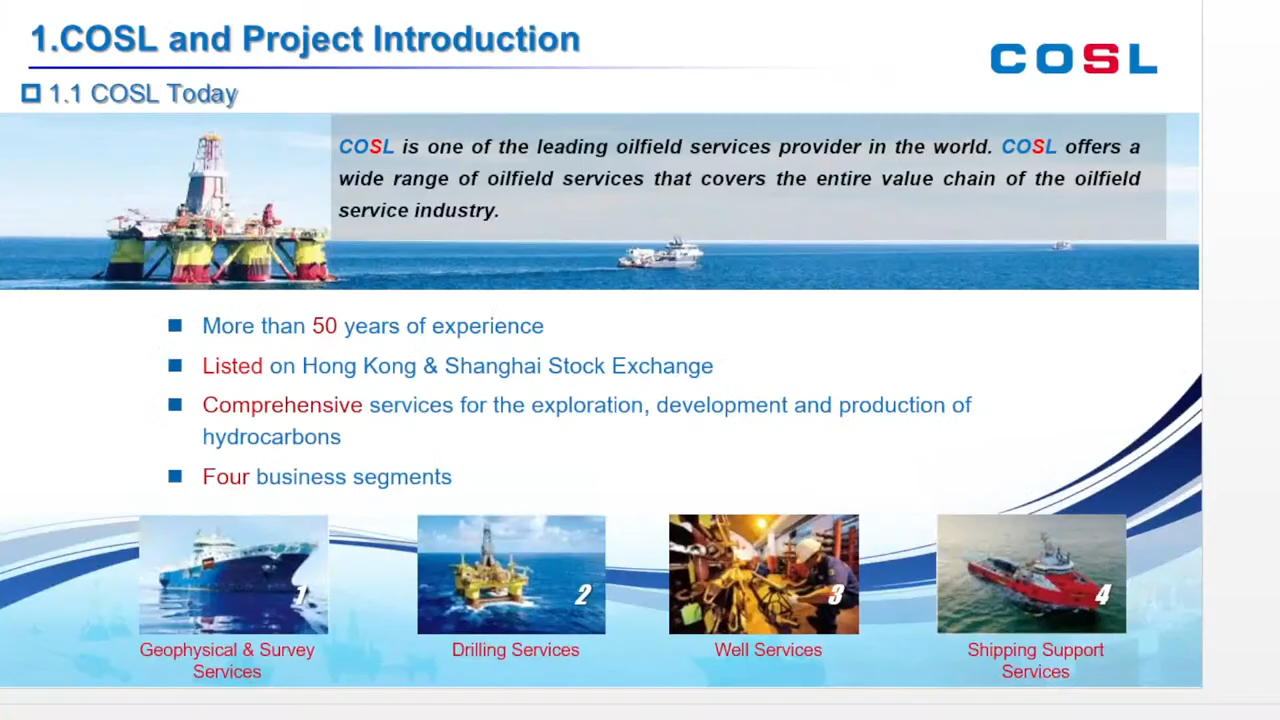 1.COSL and Project Introduction
COSL
1.1 COSL Today
COSL is one of the leading oilfield services provider in the world. COSL offers a
wide range of oilfield services that covers the entire value chain of the oilfield
service industry.
More than 50 years of experience
Listed on Hong Kong & Shanghai Stock Exchange
Comprehensive services for the exploration, development and production of
hydrocarbons
Four business segments
1
2
3
4
Geophysical & Survey
Services
Drilling Services
Well Services
Shipping Support
Services